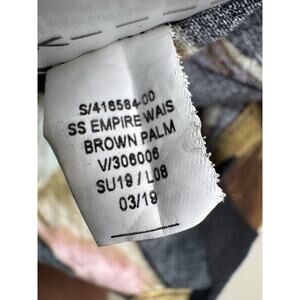 S/416584-00
SS EMPIRE WAIS
BROWN PALM
V/306006
SU19 / L08
03/19